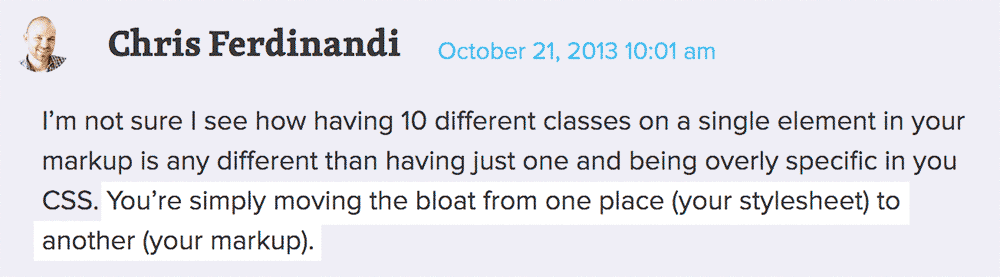 Chris Ferdinandi October 21, 2013 10:01 am
I'm not sure I see how having 10 different classes on a single element in your
markup is any different than having just one and being overly specific in you
CSS. You're simply moving the bloat from one place (your stylesheet) to
another (your markup).